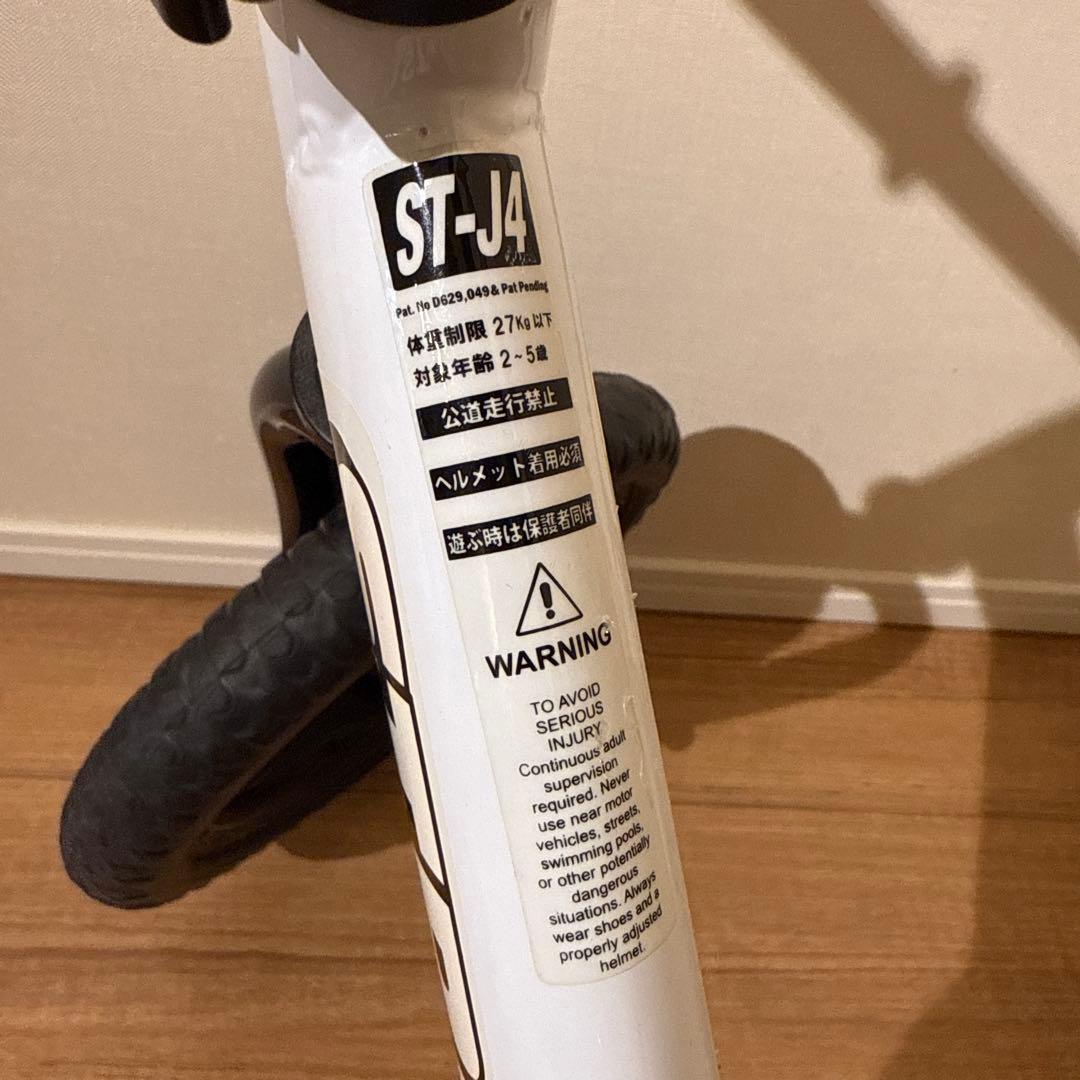 ST-J4
Pat. No D629,049 & Pat Pending
体重制限 27Kg 以下
対象年齢 2~5歳
公道走行禁止
ヘルメット着用必須
遊ぶ時は保護者同伴
WARNING
TO AVOID
SERIOUS
INJURY
Continuous adult
supervision
required. Never
use near motor
vehicles, streets,
swimming pools,
or other potentially
dangerous
situations. Always
wear shoes and a
properly adjusted
helmet.